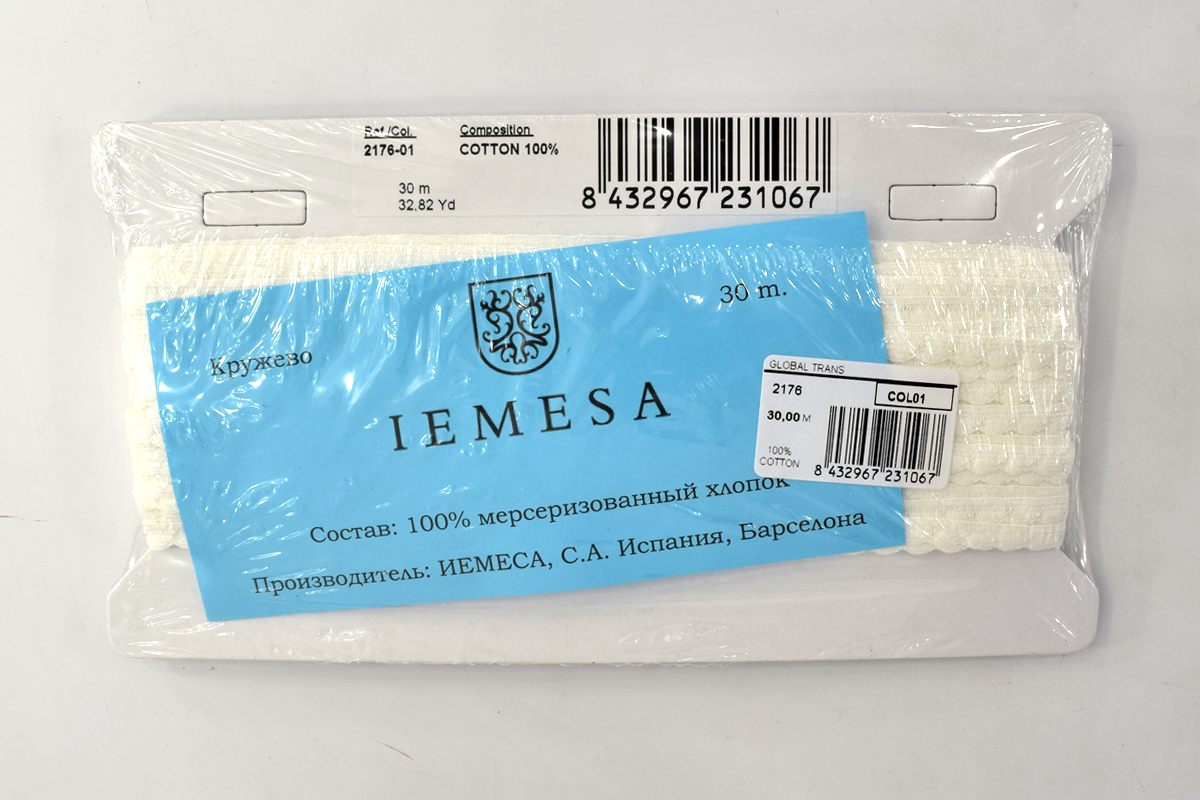 Ref./Col. Composition
2176-01 COTTON 100%
30 m
32,82 Yd
8 432967 231067
30 m.
Кружево
IEMESA
GLOBAL TRANS
2176 COL01
30,00 M
100%
COTTON
8 432967 231067
Состав: 100% мерсеризованный хлопок
Производитель: ИЕМЕСА, С.А. Испания, Барселона